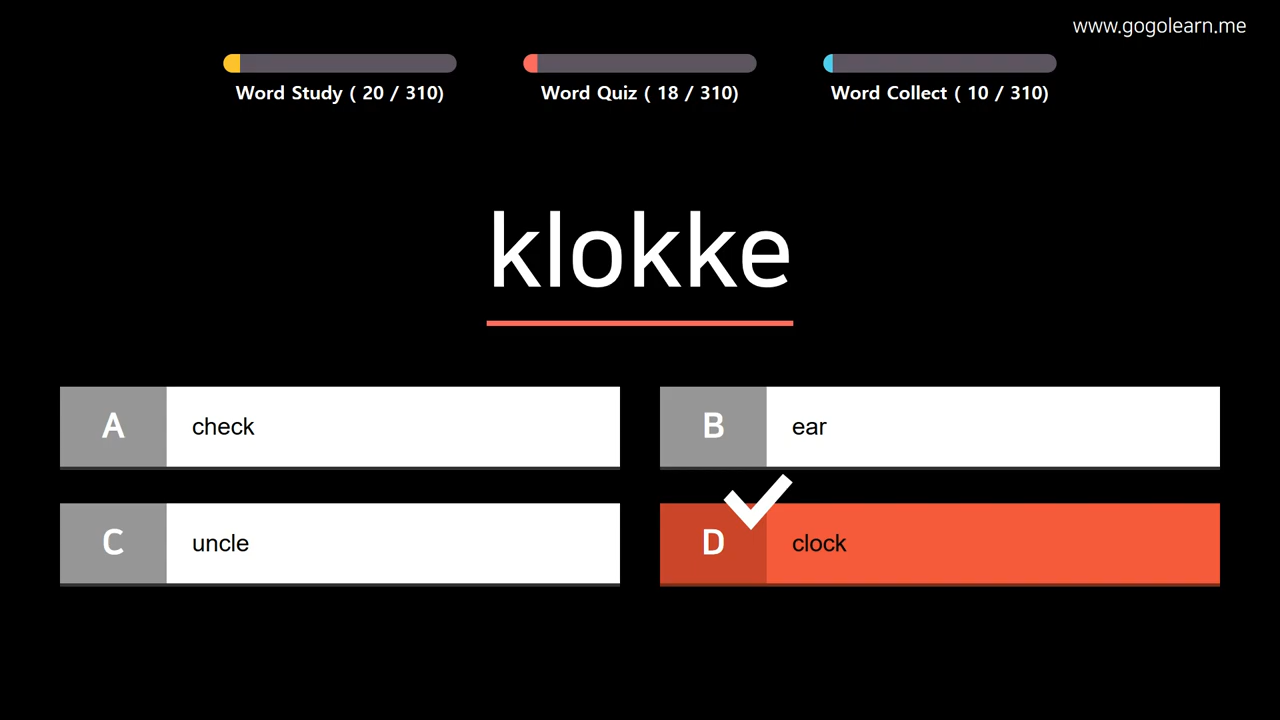 www.gogolearn.me
Word Study ( 20 / 310)
Word Quiz ( 18 / 310)
Word Collect ( 10 / 310)
klokke
A check
B ear
C uncle
D clock